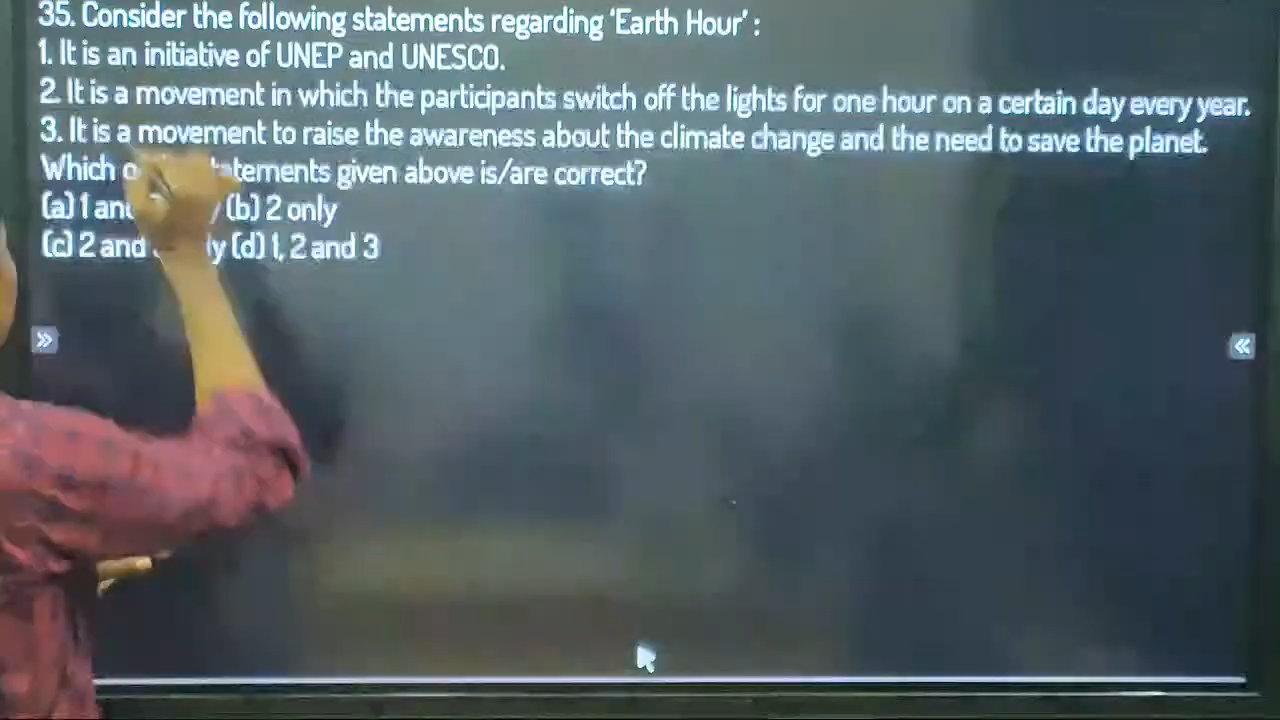 35. Consider the following statements regarding 'Earth Hour' :
1. It is an initiative of UNEP and UNESCO.
2. It is a movement in which the participants switch off the lights for one hour on a certain day every year.
3. It is a movement to raise the awareness about the climate change and the need to save the planet.
Which given above is/are correct?
(a) 1 (b) 2 only
(c) 2 and (d) 1, 2 and 3